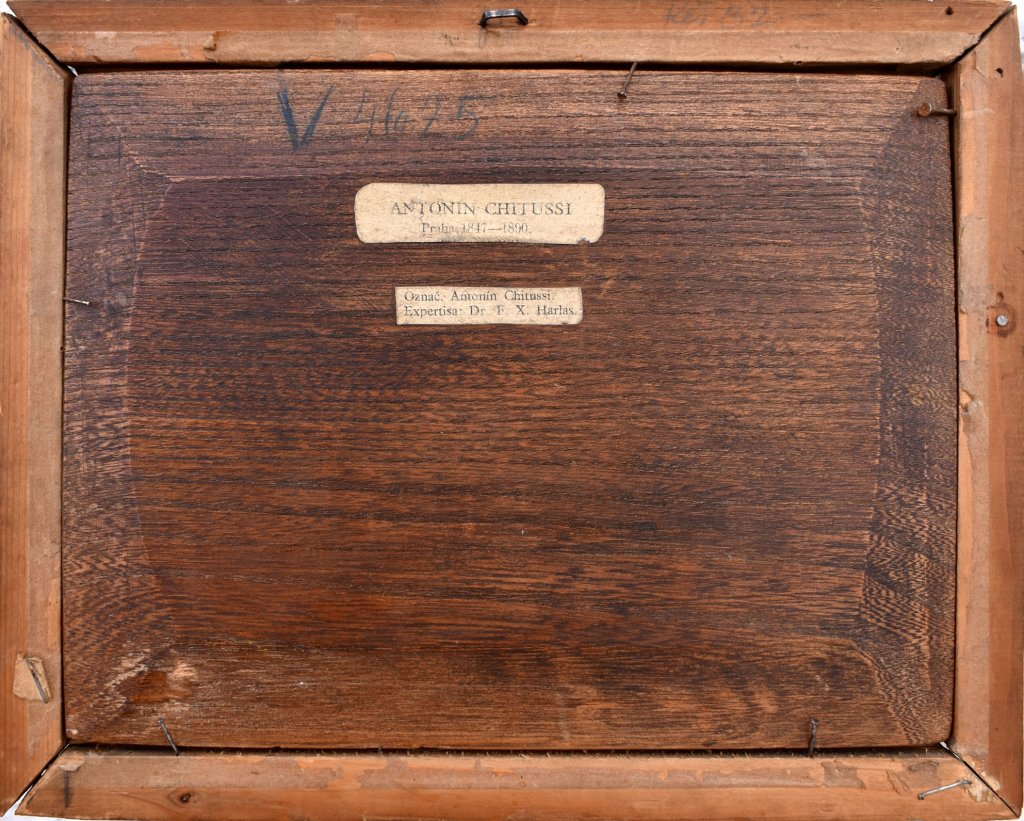 V 4625
ANTONÍN CHITUSSI
Praha 1847—1890.
Označ. Antonín Chitussi.
Expertisa: Dr. F. X. Harlas.